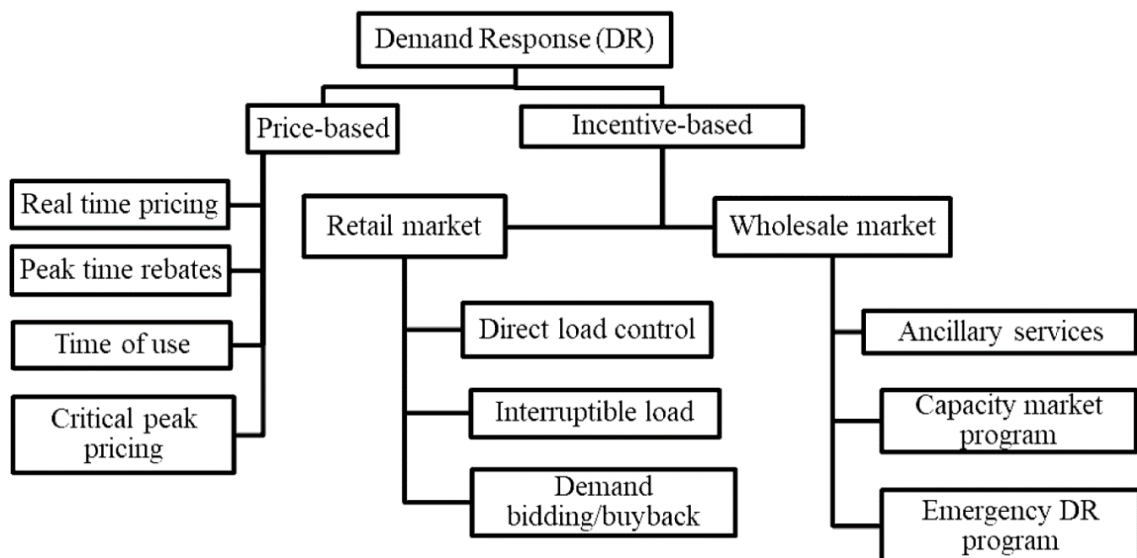 Demand Response (DR)
Price-based
Incentive-based
Real time pricing
Peak time rebates
Time of use
Critical peak
pricing
Retail market
Direct load control
Interruptible load
Demand
bidding/buyback
Wholesale market
Ancillary services
Capacity market
program
Emergency DR
program